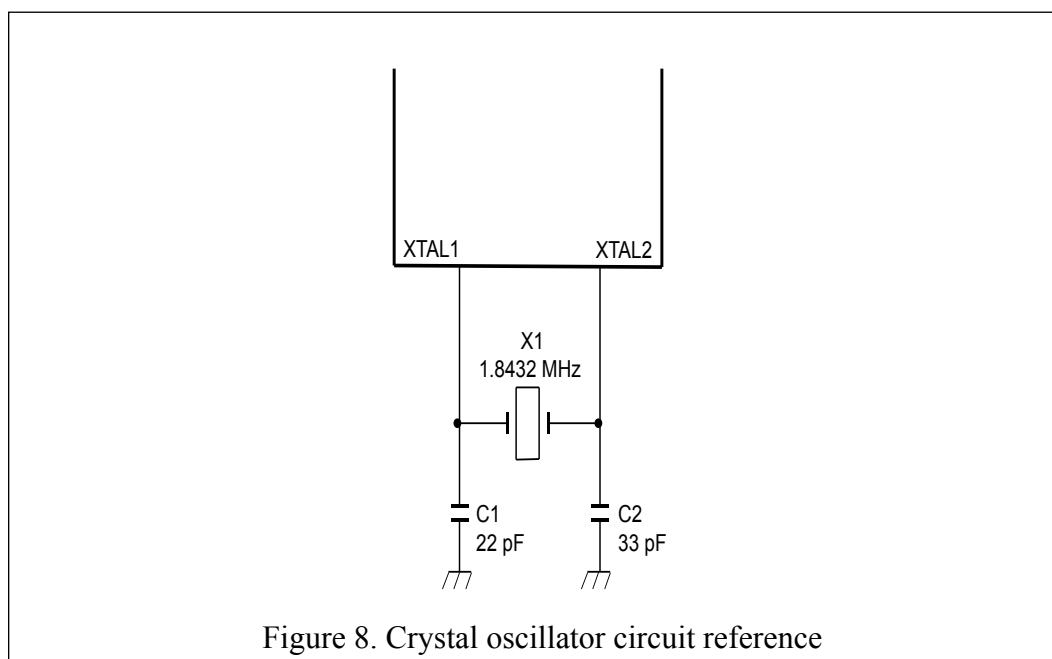 XTAL1
XTAL2
X1
1.8432 MHz
C1
22 pF
C2
33 pF
Figure 8. Crystal oscillator circuit reference